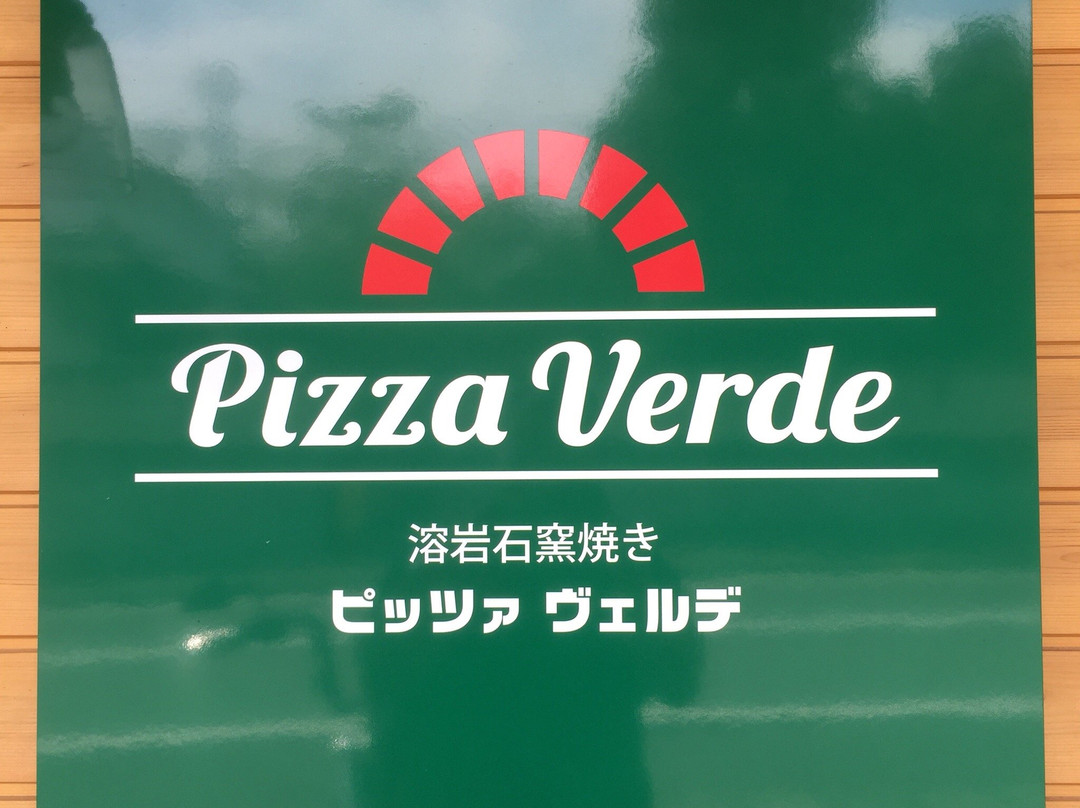 Pizza Verde
溶岩石窯焼き
ピッツァ ヴェルデ